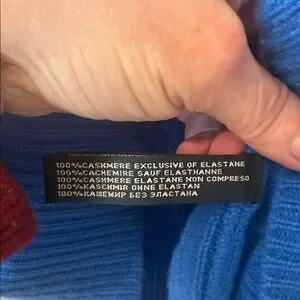 100%CASHMERE EXCLUSIVE OF ELASTANE
100%CACHEMIRE SAUF ELASTHANNE
100%CASHMERE ELASTANE NON COMPRESO
100%KASCHMIR OHNE ELASTAN
100%КАШЕМИР БЕЗ ЭЛАСТАНА